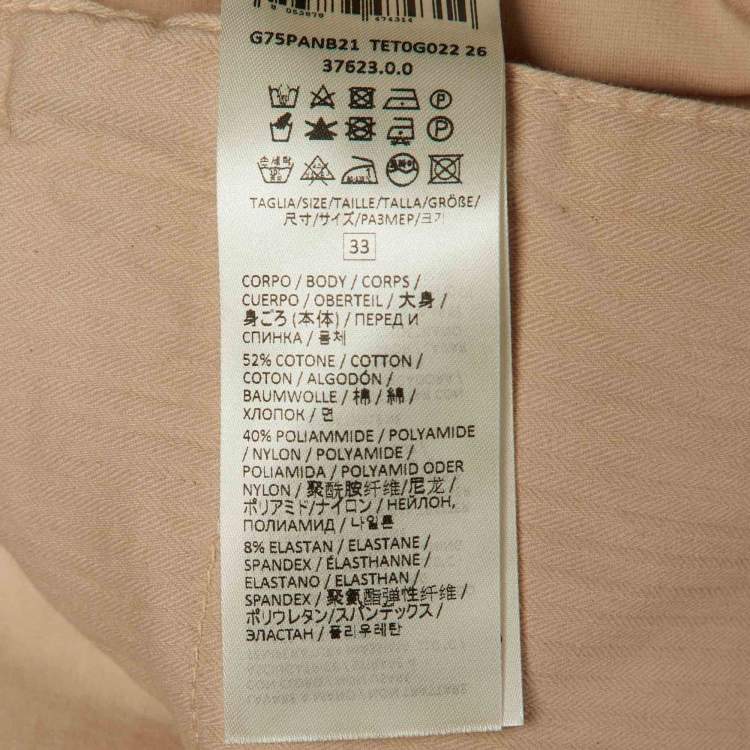 G75PANB21 TET0G022 26
37623.0.0
P
P
손세탁
TAGLIA/SIZE/TAILLE/TALLA/GRÖßE/
尺寸/サイズ/РАЗМЕР/크기
33
CORPO / BODY / CORPS /
CUERPO / OBERTEIL / 大身 /
身ごろ (本体) / ПЕРЕД И
СПИНКА / 몸체
52% COTONE / COTTON /
COTON / ALGODÓN /
BAUMWOLLE / 棉 / 綿 /
ХЛОПОК / 면
40% POLIAMMIDE / POLYAMIDE
/ NYLON / POLYAMIDE /
POLIAMIDA / POLYAMID ODER
NYLON / 聚酰胺纤维/尼龙 /
ポリアミド/ナイロン / НЕЙЛОН,
ПОЛИАМИД / 나일론
8% ELASTAN / ELASTANE /
SPANDEX / ÉLASTHANNE /
ELASTANO / ELASTHAN /
SPANDEX / 聚氨酯弹性纤维 /
ポリウレタン/スパンデックス /
ЭЛАСТАН / 폴리우레탄